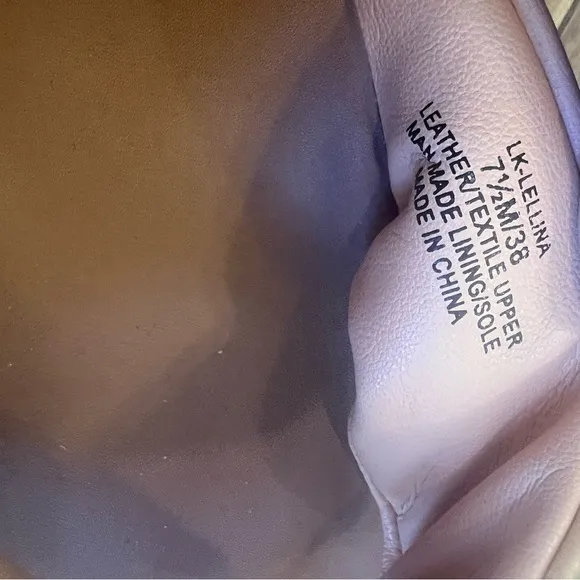 LK-LELLINA
7½M/38
LEATHER/TEXTILE UPPER
MAN MADE LINING/SOLE
MADE IN CHINA